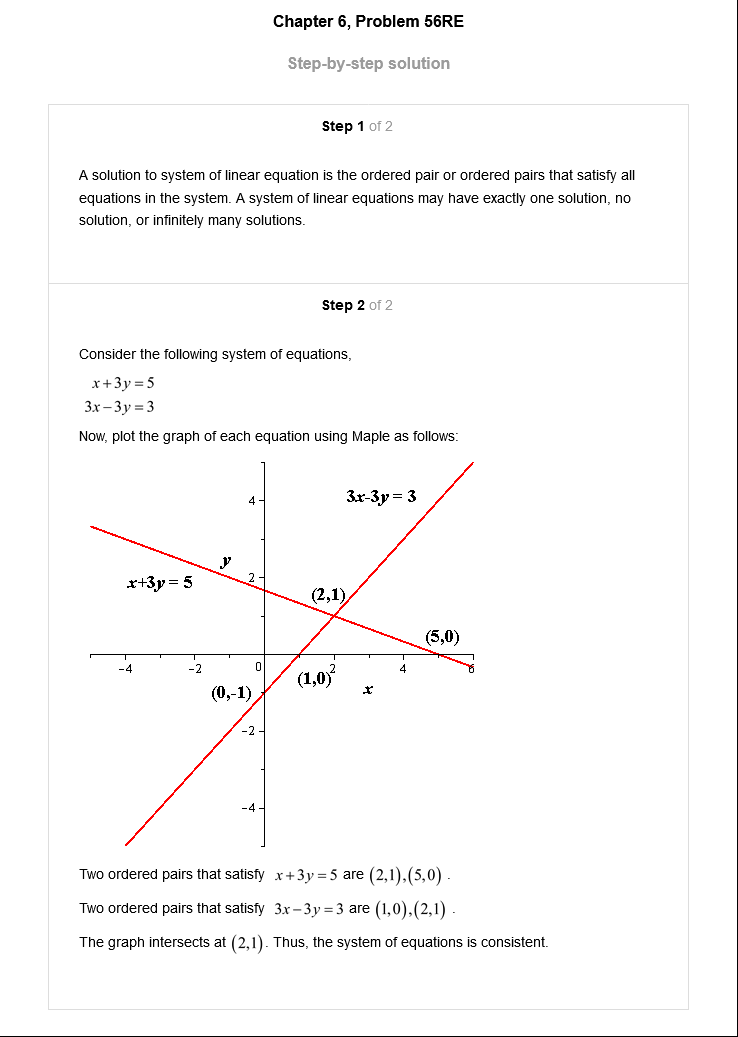 Chapter 6, Problem 56RE
Step-by-step solution
Step 1 of 2
A solution to system of linear equation is the ordered pair or ordered pairs that satisfy all
equations in the system. A system of linear equations may have exactly one solution, no
solution, or infinitely many solutions.
Step 2 of 2
Consider the following system of equations,
x+3y=5
3x−3y=3
Now, plot the graph of each equation using Maple as follows:
4
3x-3y = 3
y
x+3y = 5
2
(2,1)
(5,0)
−4
−2
0
2
4
6
(1,0)
(0,-1)
x
−2
−4
Two ordered pairs that satisfy x+3y=5 are (2,1),(5,0) .
Two ordered pairs that satisfy 3x−3y=3 are (1,0),(2,1) .
The graph intersects at (2,1). Thus, the system of equations is consistent.